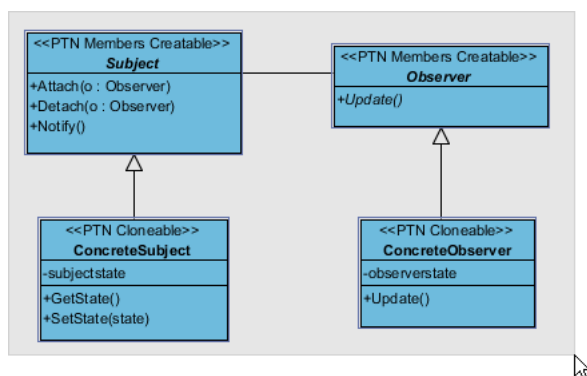 <<PTN Members Creatable>>
Subject
+Attach(o : Observer)
+Detach(o : Observer)
+Notify()
<<PTN Members Creatable>>
Observer
+Update()
<<PTN Cloneable>>
ConcreteSubject
-subjectstate
+GetState()
+SetState(state)
<<PTN Cloneable>>
ConcreteObserver
-observerstate
+Update()